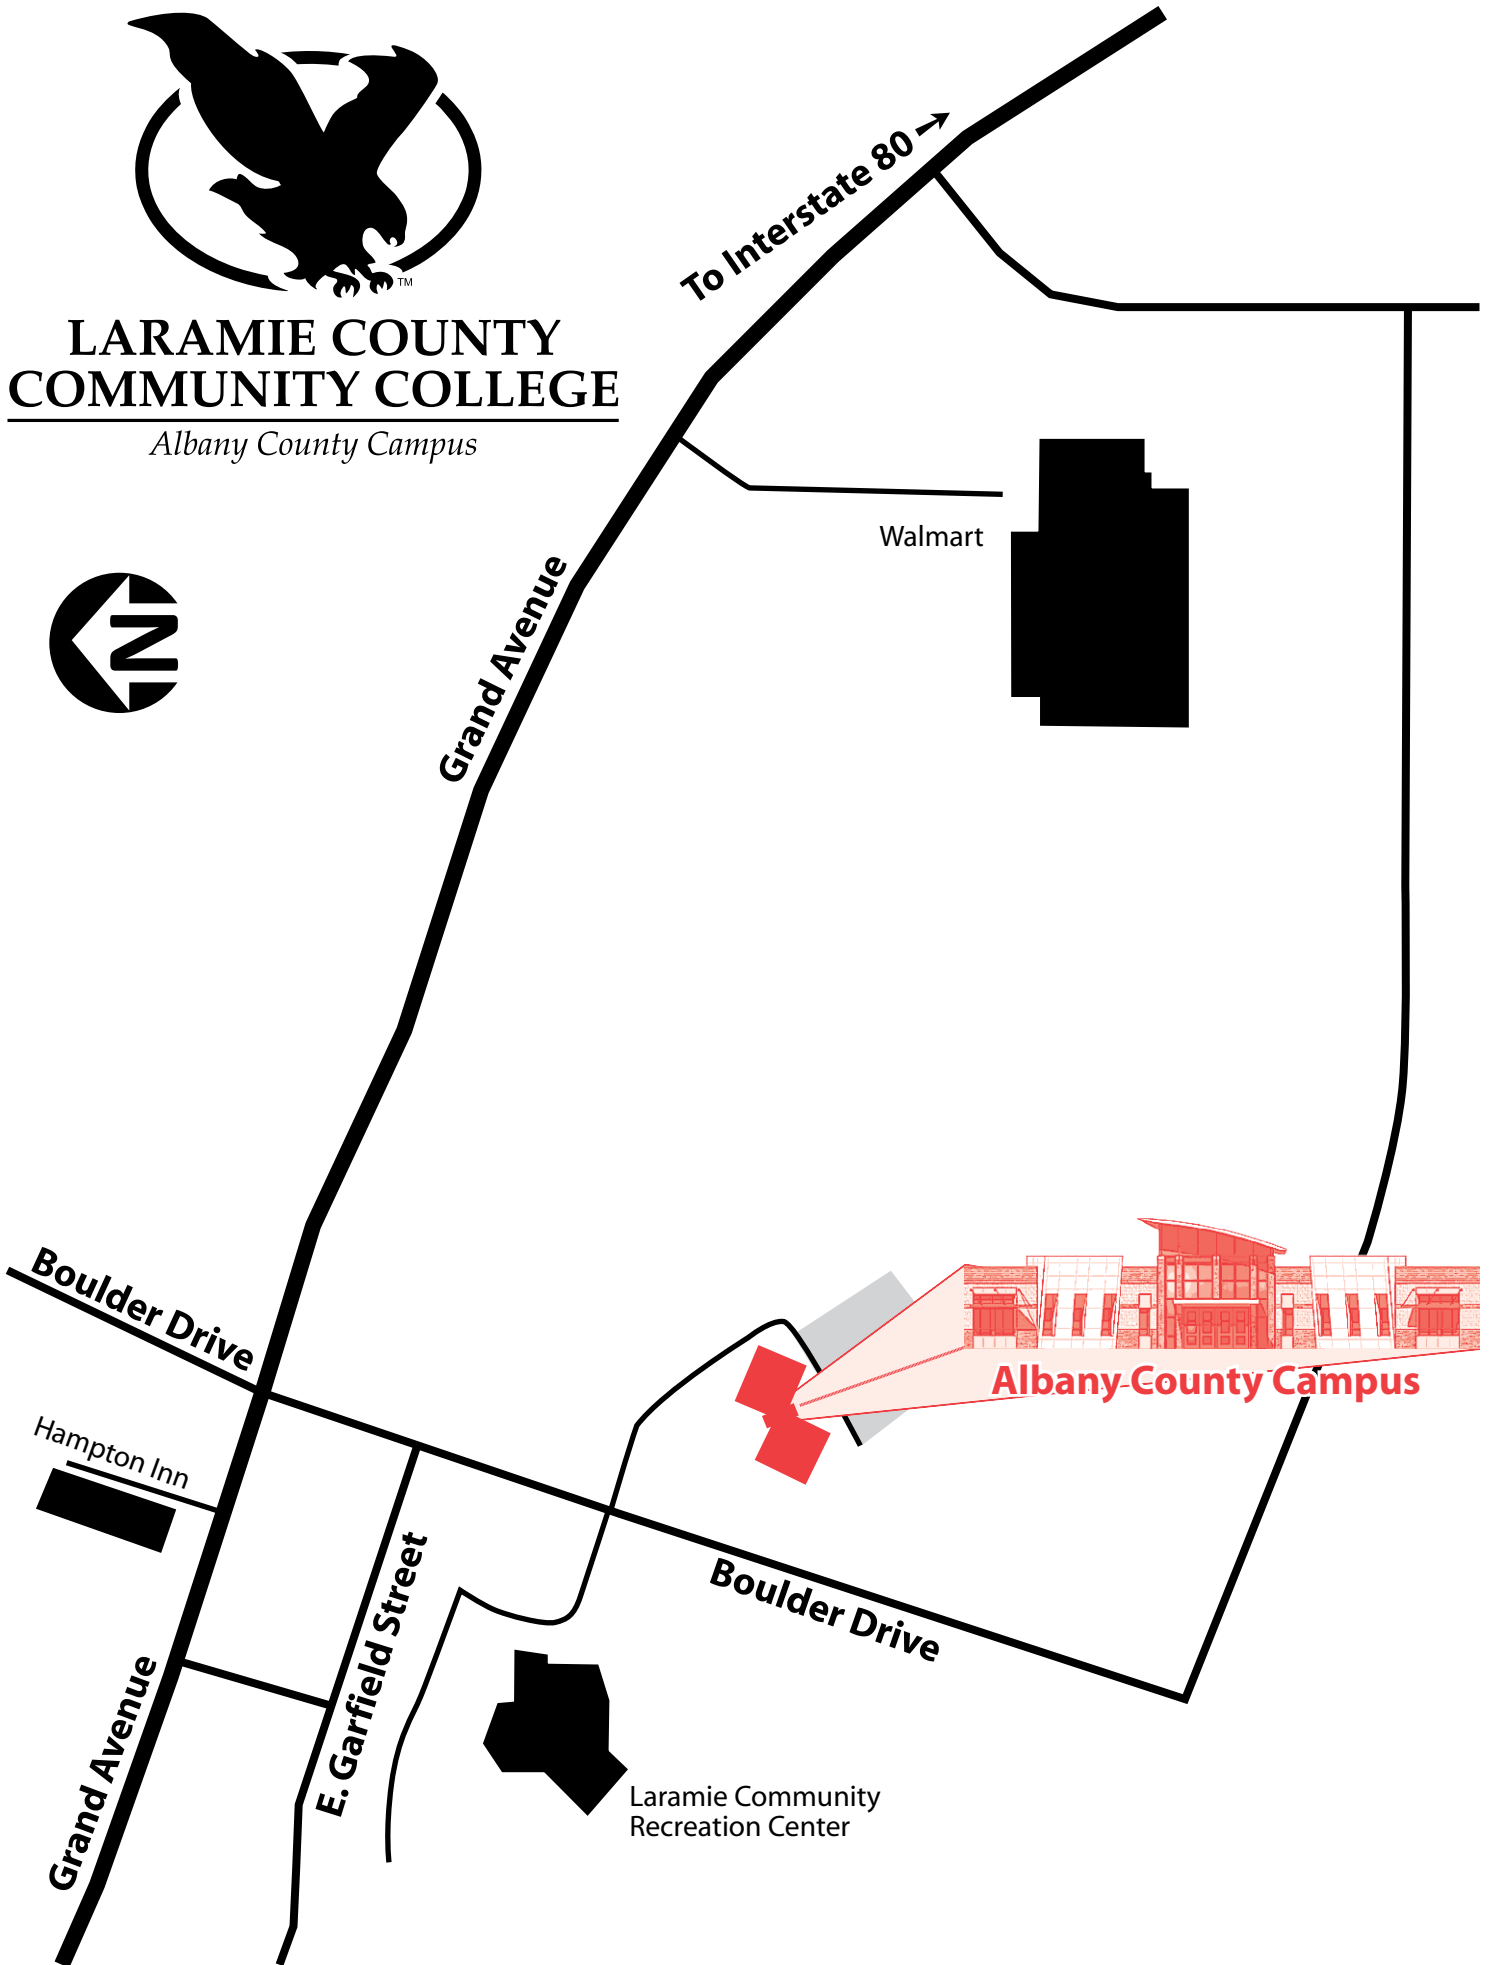 LARAMIE COUNTY
COMMUNITY COLLEGE
Albany County Campus
TM
To Interstate 80
Walmart
N
Grand Avenue
Boulder Drive
Albany County Campus
Hampton Inn
E. Garfield Street
Boulder Drive
Grand Avenue
Laramie Community
Recreation Center